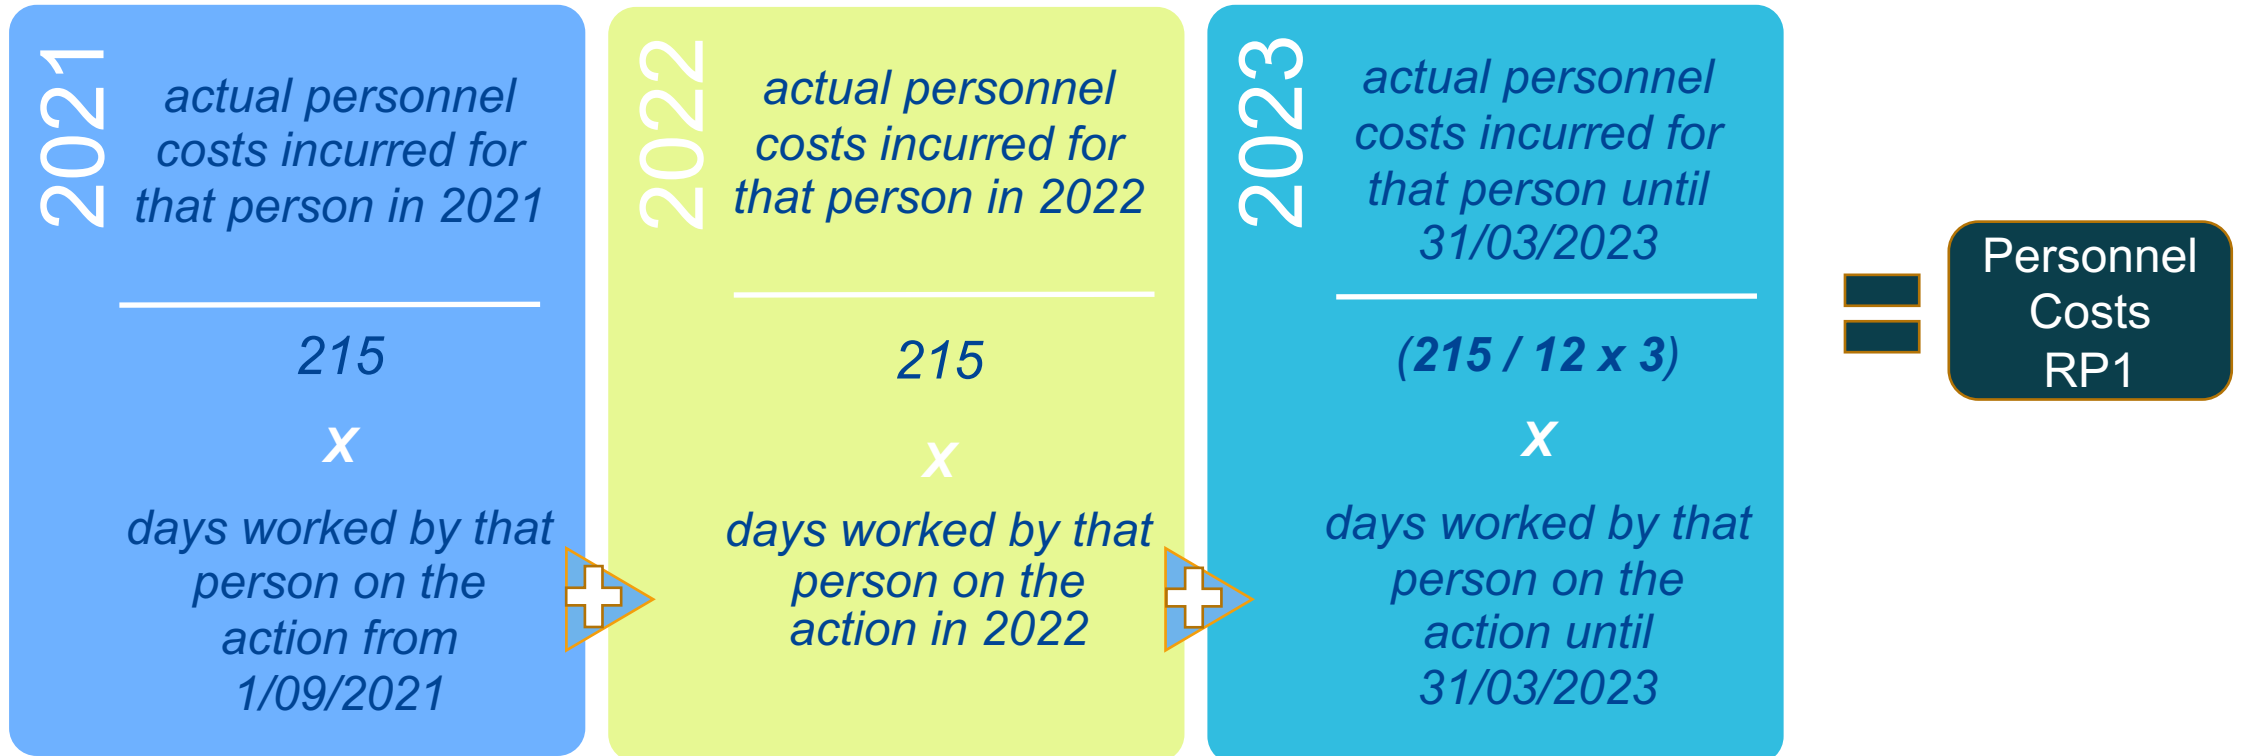 2021
actual personnel
costs incurred for
that person in 2021
215
x
days worked by that
person on the
action from
1/09/2021
2022
actual personnel
costs incurred for
that person in 2022
215
x
days worked by that
person on the
action in 2022
2023
actual personnel
costs incurred for
that person until
31/03/2023
(215 / 12 x 3)
x
days worked by that
person on the
action until
31/03/2023
Personnel
Costs
RP1